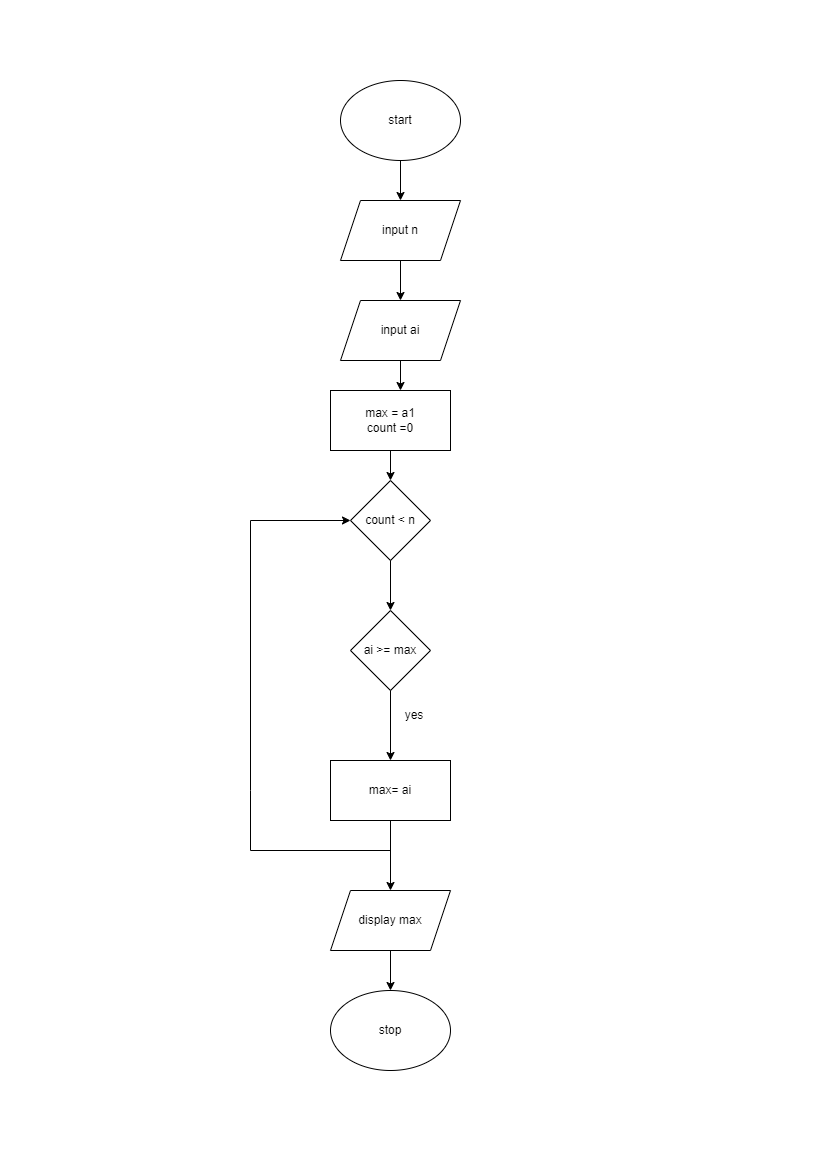 start
input n
input ai
max = a1
count =0
count < n
ai >= max
yes
max= ai
display max
stop